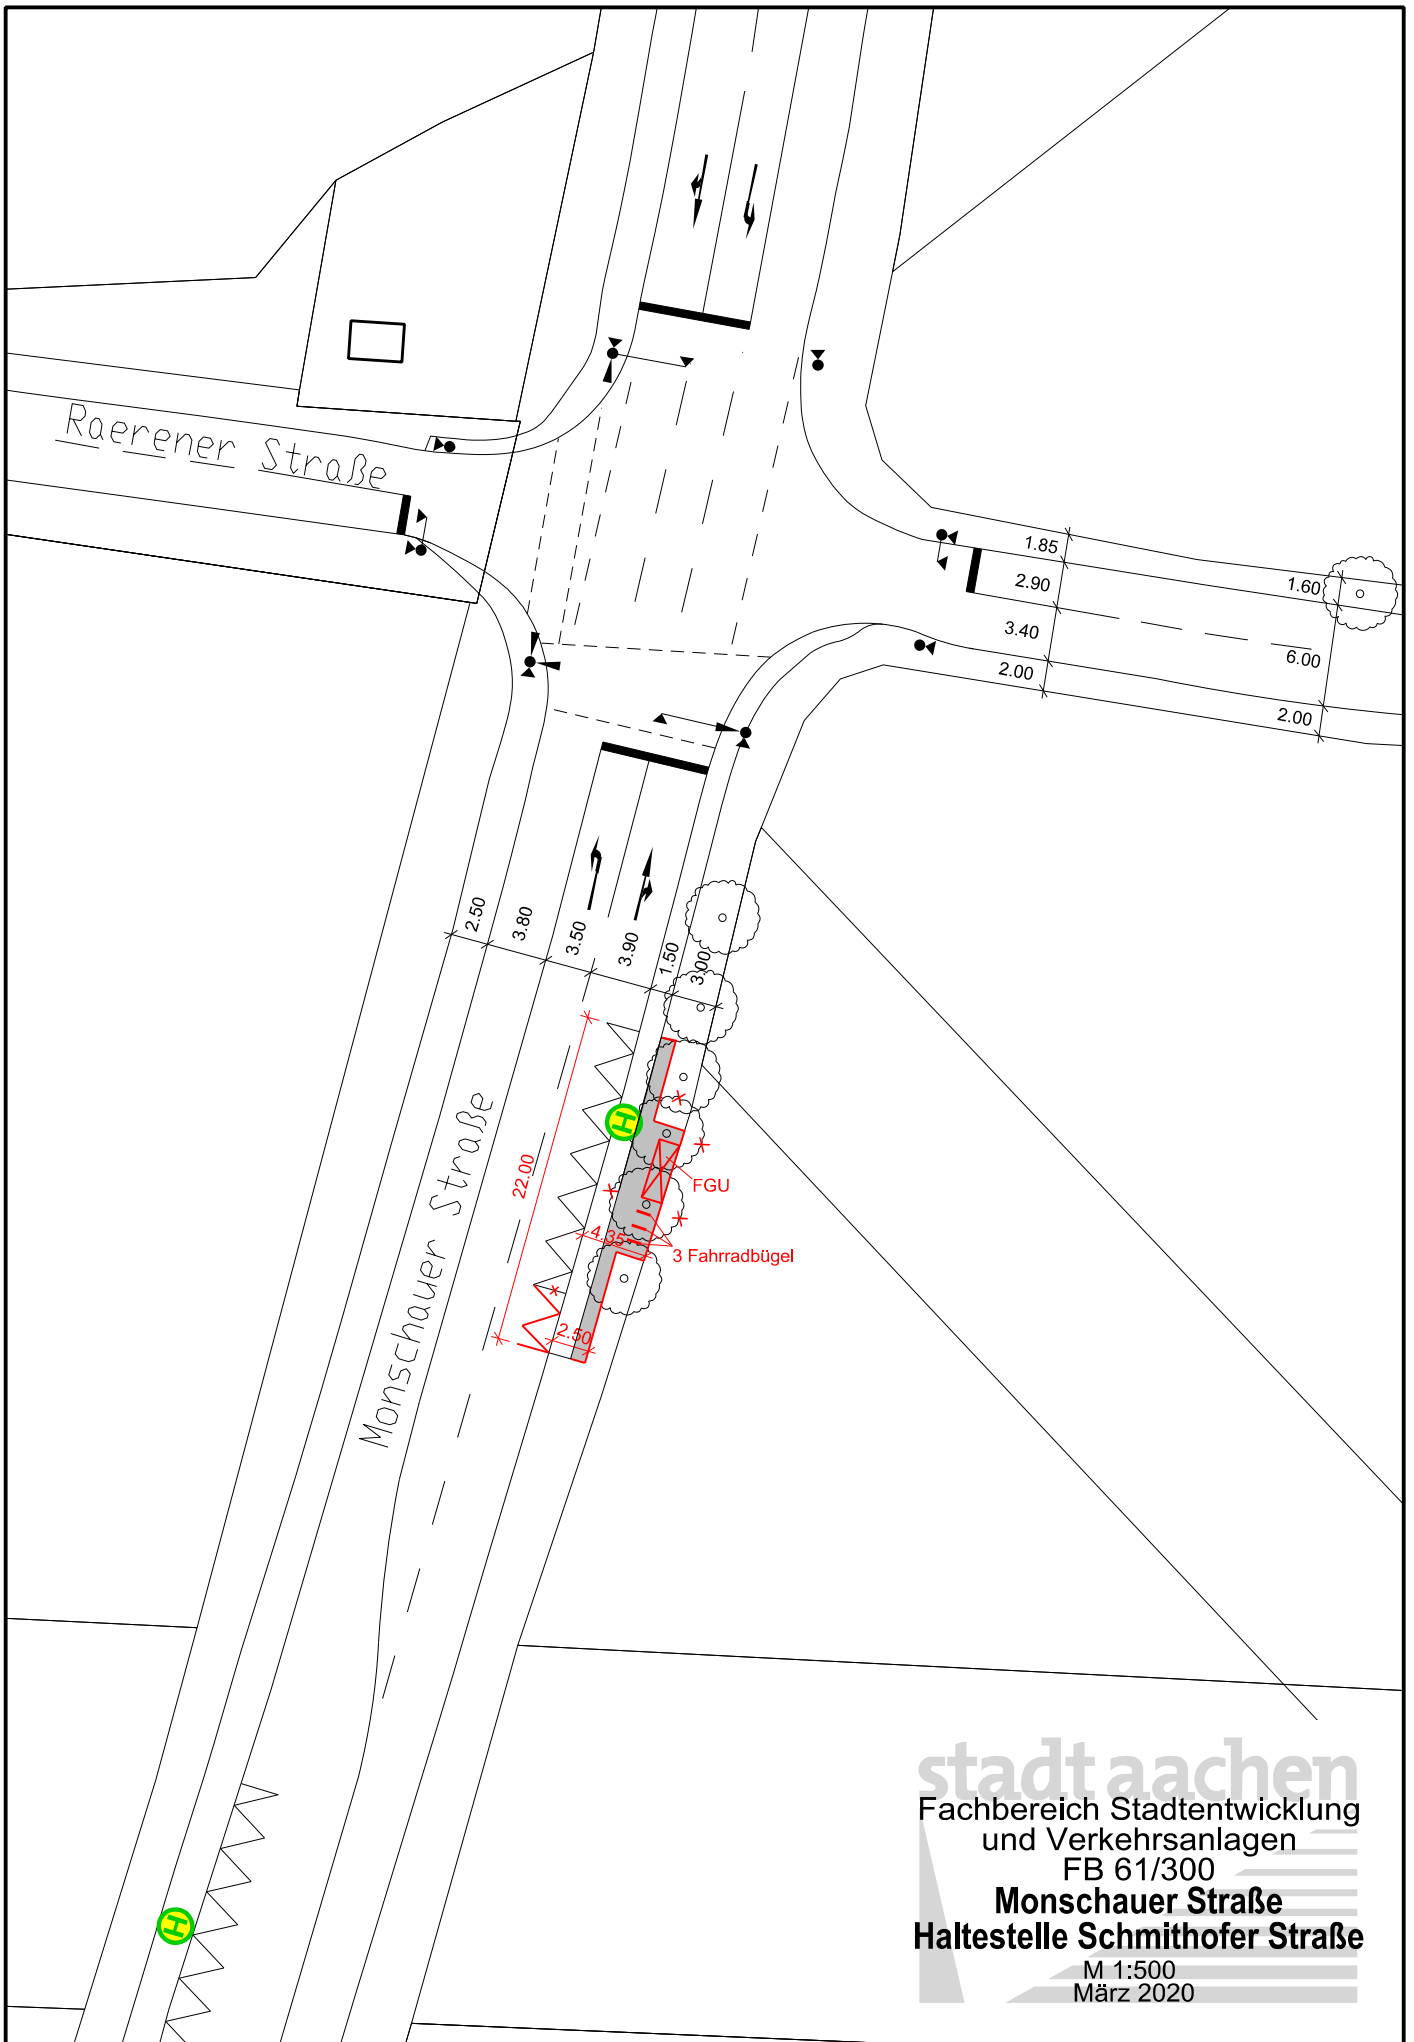 Raerener Straße
1.85
2.90
3.40
2.00
1.60
6.00
2.00
2.50
3.80
3.50
3.90
1.50
3.00
22.00
H
FGU
4.35
3 Fahrradbügel
2.50
Monschauer Straße
H
stadt aachen
Fachbereich Stadtentwicklung
und Verkehrsanlagen
FB 61/300
Monschauer Straße
Haltestelle Schmithofer Straße
M 1:500
März 2020